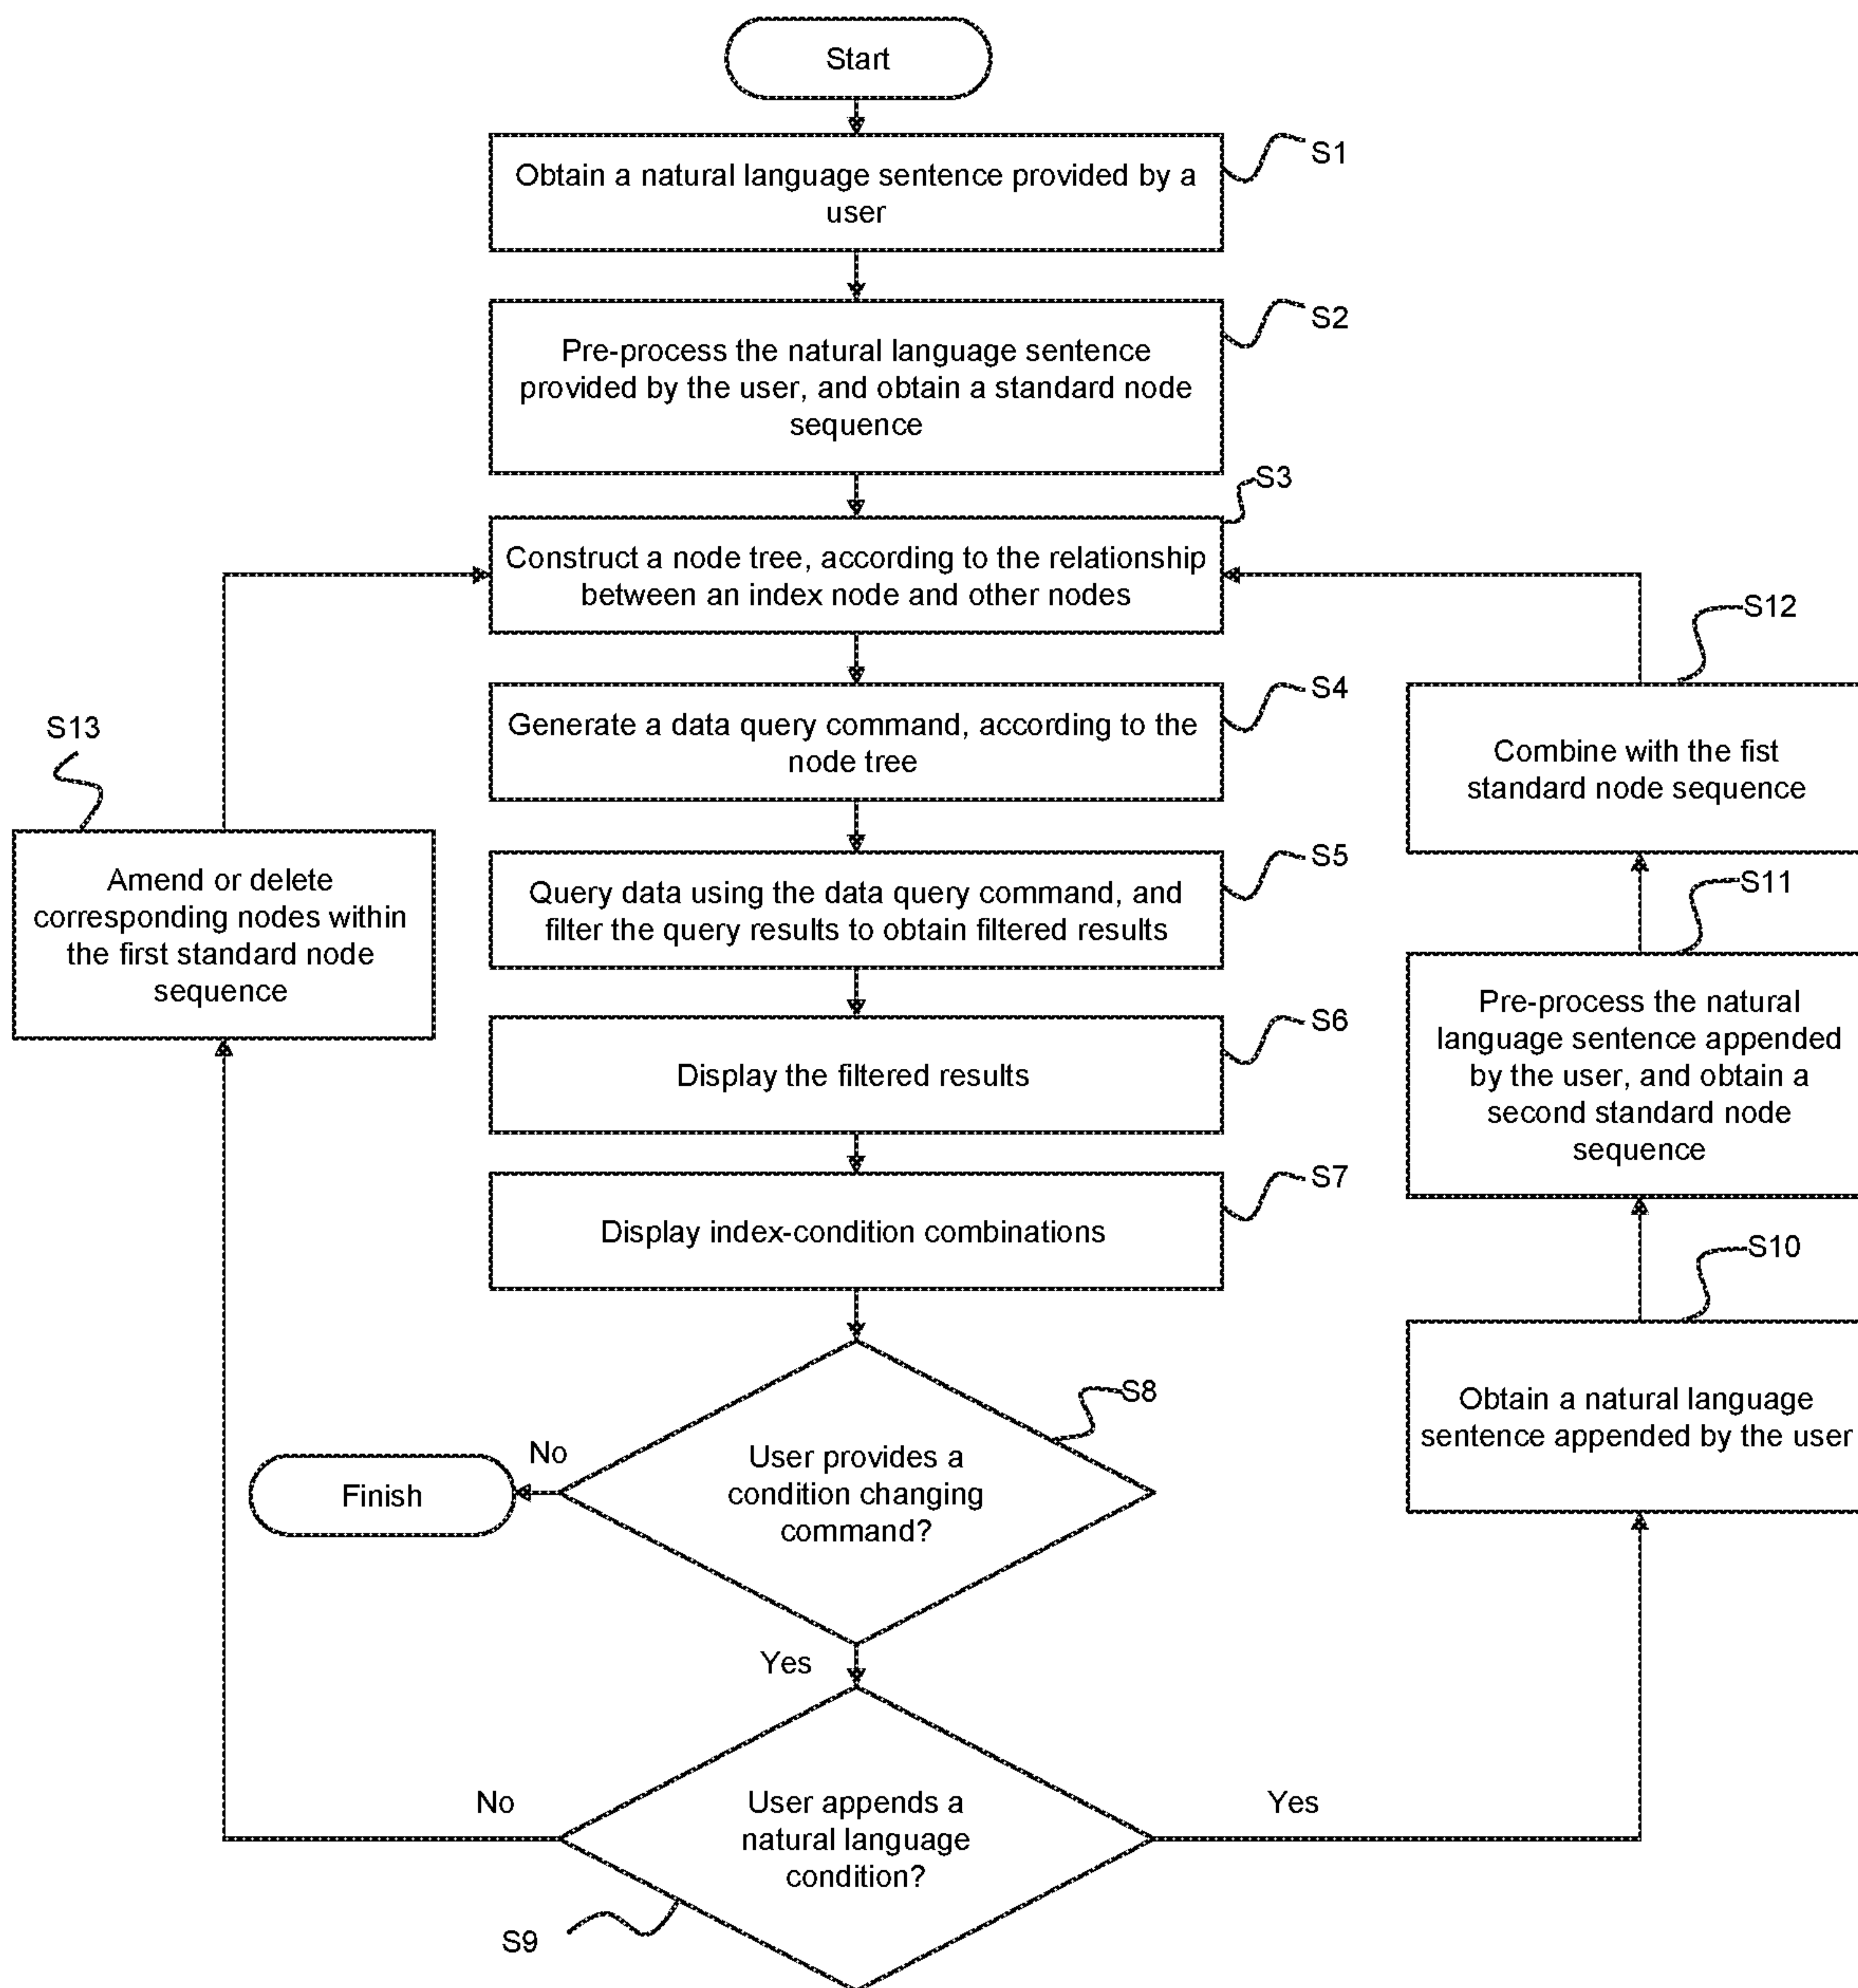 Start
S1
Obtain a natural language sentence provided by a
user
S2
Pre-process the natural language sentence
provided by the user, and obtain a standard node
sequence
S3
Construct a node tree, according to the relationship
between an index node and other nodes
S12
Combine with the fist
standard node sequence
S4
Generate a data query command, according to the
node tree
S13
Amend or delete
corresponding nodes within
the first standard node
sequence
S5
Query data using the data query command, and
filter the query results to obtain filtered results
S11
Pre-process the natural
language sentence appended
by the user, and obtain a
second standard node
sequence
S6
Display the filtered results
S7
Display index-condition combinations
S10
Obtain a natural language
sentence appended by the user
S8
User provides a
condition changing
command?
No
Finish
Yes
User appends a
natural language
condition?
No
Yes
S9